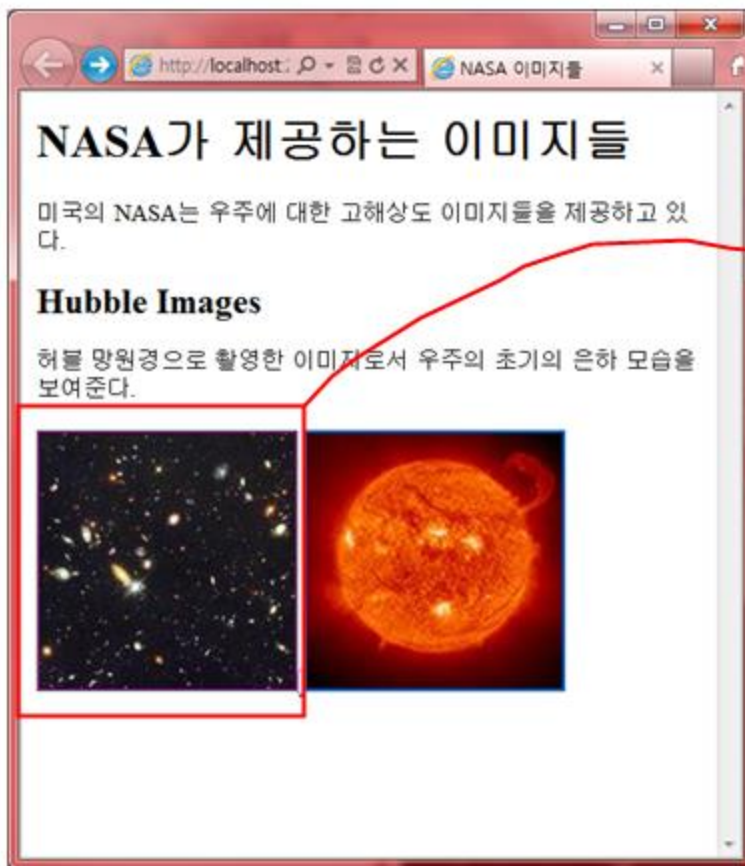 http://localhost:
NASA 이미지들
NASA가 제공하는 이미지들
미국의 NASA는 우주에 대한 고해상도 이미지들을 제공하고 있
다.
Hubble Images
허블 망원경으로 촬영한 이미지로서 우주의 초기의 은하 모습을
보여준다.